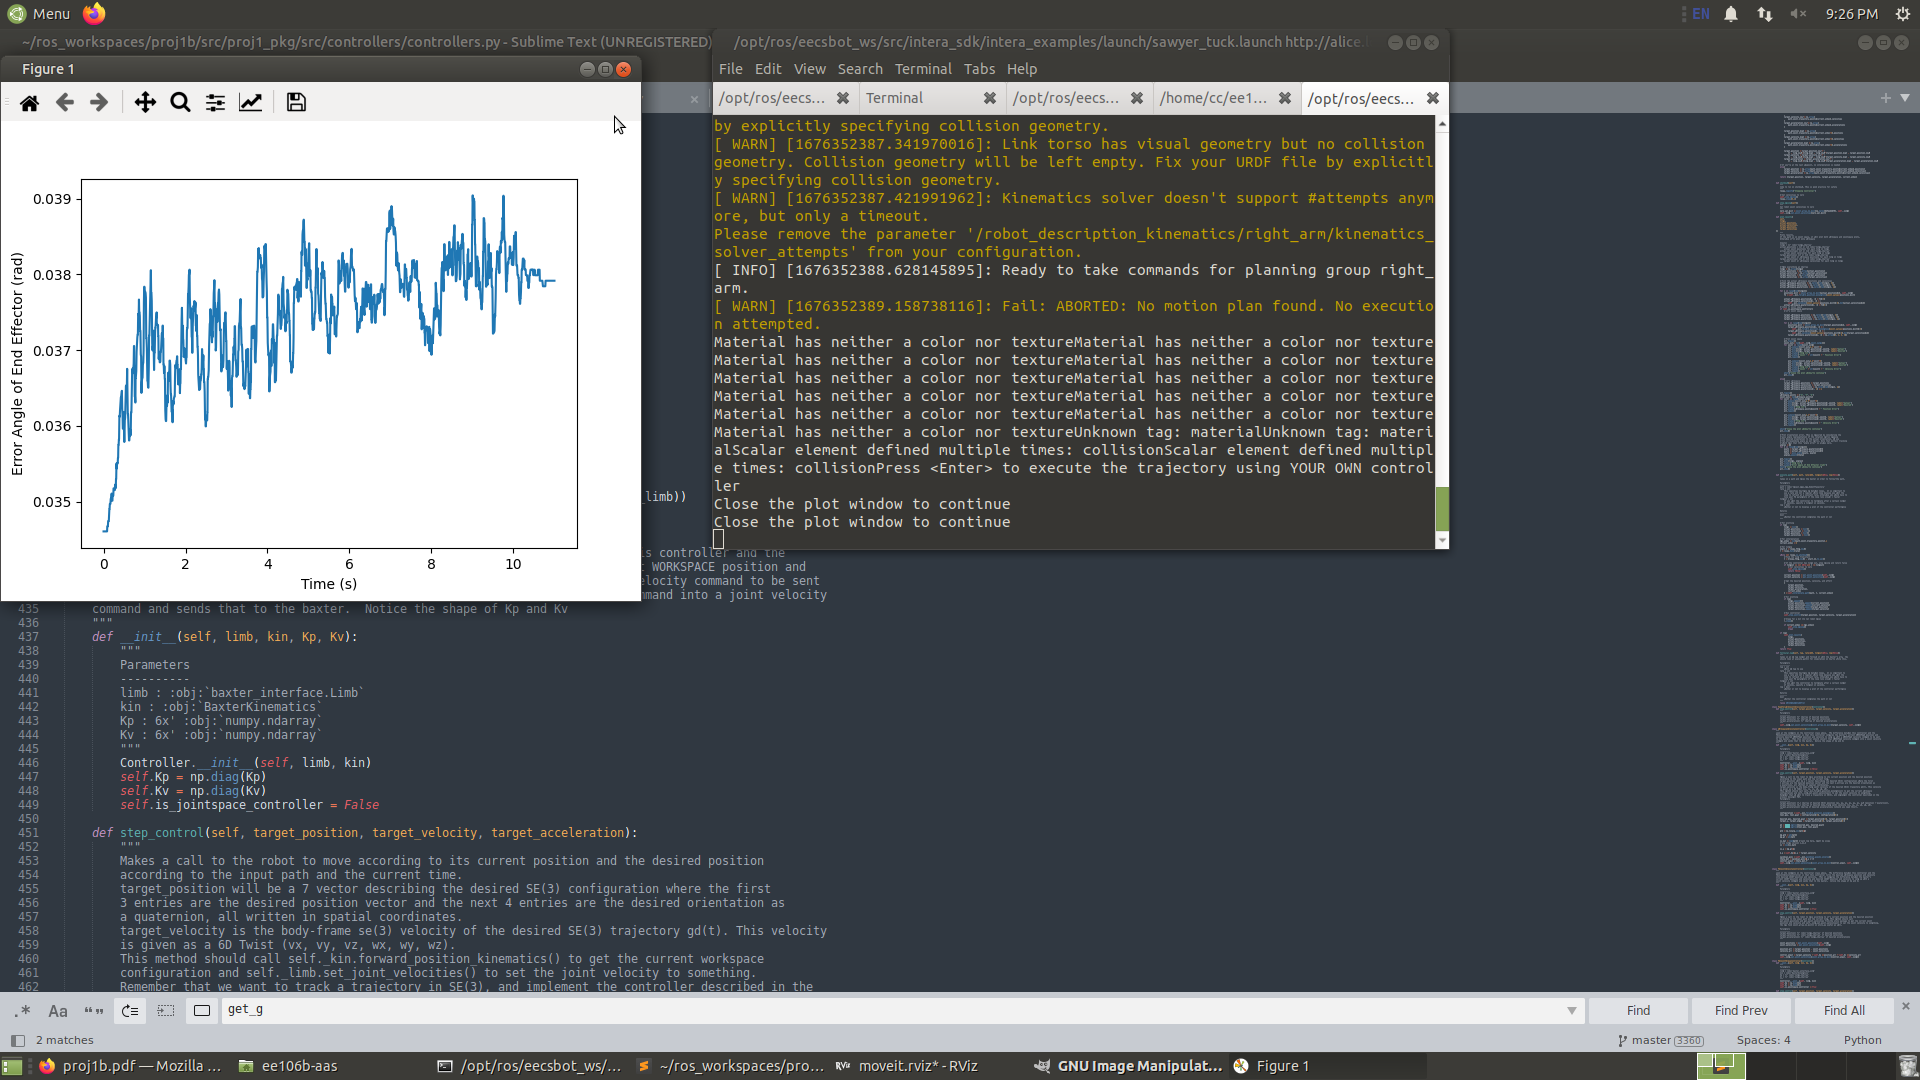 Menu
EN
9:26 PM
~/ros_workspaces/proj1b/src/proj1_pkg/src/controllers/controllers.py - Sublime Text (UNREGISTERED)
/opt/ros/eecsbot_ws/src/intera_sdk/intera_examples/launch/sawyer_tuck.launch http://alice.
Figure 1
File Edit View Search Terminal Tabs Help
/opt/ros/eecs...
Terminal
/opt/ros/eecs...
/home/cc/ee1...
/opt/ros/eecs...
by explicitly specifying collision geometry.
[ WARN] [1676352387.341970016]: Link torso has visual geometry but no collision
geometry. Collision geometry will be left empty. Fix your URDF file by explicitl
y specifying collision geometry.
[ WARN] [1676352387.421991962]: Kinematics solver doesn't support #attempts anym
ore, but only a timeout.
Please remove the parameter '/robot_description_kinematics/right_arm/kinematics_
solver_attempts' from your configuration.
[ INFO] [1676352388.628145895]: Ready to take commands for planning group right_
arm.
[ WARN] [1676352389.158738116]: Fail: ABORTED: No motion plan found. No executio
n attempted.
Material has neither a color nor textureMaterial has neither a color nor texture
Material has neither a color nor textureMaterial has neither a color nor texture
Material has neither a color nor textureMaterial has neither a color nor texture
Material has neither a color nor textureMaterial has neither a color nor texture
Material has neither a color nor textureMaterial has neither a color nor texture
Material has neither a color nor textureUnknown tag: materialUnknown tag: materi
alScalar element defined multiple times: collisionScalar element defined multipl
e times: collisionPress <Enter> to execute the trajectory using YOUR OWN control
ler
Close the plot window to continue
Close the plot window to continue
Error Angle of End Effector (rad)
0.039
0.038
0.037
0.036
0.035
0 2 4 6 8 10
Time (s)
_limb))
s controller and the
WORKSPACE position and
elocity command to be sent
mmand into a joint velocity
435 command and sends that to the baxter.  Notice the shape of Kp and Kv
436 """
437 def __init__(self, limb, kin, Kp, Kv):
438 """
439 Parameters
440 ----------
441 limb : :obj:`baxter_interface.Limb`
442 kin : :obj:`BaxterKinematics`
443 Kp : 6x' :obj:`numpy.ndarray`
444 Kv : 6x' :obj:`numpy.ndarray`
445 """
446 Controller.__init__(self, limb, kin)
447 self.Kp = np.diag(Kp)
448 self.Kv = np.diag(Kv)
449 self.is_jointspace_controller = False
450
451 def step_control(self, target_position, target_velocity, target_acceleration):
452 """
453 Makes a call to the robot to move according to its current position and the desired position
454 according to the input path and the current time.
455 target_position will be a 7 vector describing the desired SE(3) configuration where the first
456 3 entries are the desired position vector and the next 4 entries are the desired orientation as
457 a quaternion, all written in spatial coordinates.
458 target_velocity is the body-frame se(3) velocity of the desired SE(3) trajectory gd(t). This velocity
459 is given as a 6D Twist (vx, vy, vz, wx, wy, wz).
460 This method should call self._kin.forward_position_kinematics() to get the current workspace
461 configuration and self._limb.set_joint_velocities() to set the joint velocity to something.
462 Remember that we want to track a trajectory in SE(3), and implement the controller described in the
.* Aa “” get_g Find Find Prev Find All
2 matches
master 3360 Spaces: 4 Python
proj1b.pdf — Mozilla ...
ee106b-aas
/opt/ros/eecsbot_ws/...
~/ros_workspaces/pro...
RViz moveit.rviz* - RViz
GNU Image Manipulat...
Figure 1